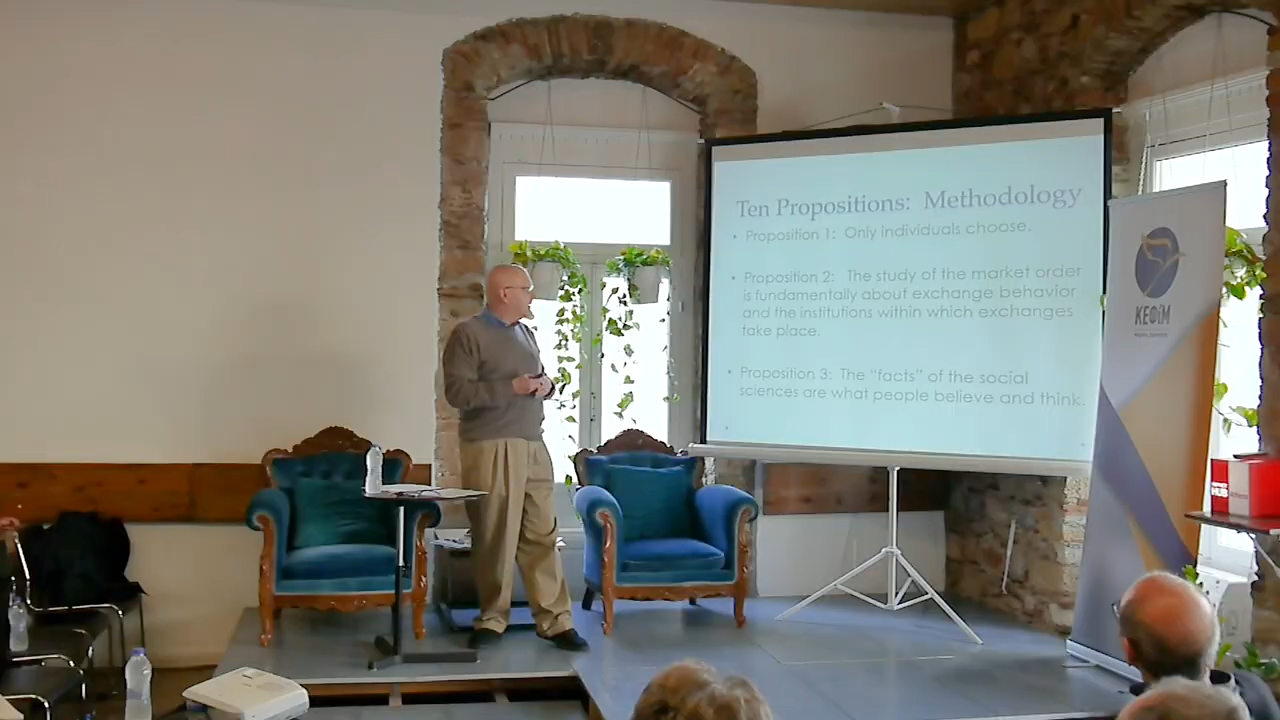 Ten Propositions: Methodology
• Proposition 1: Only individuals choose.
• Proposition 2: The study of the market order
is fundamentally about exchange behavior
and the institutions within which exchanges
take place.
• Proposition 3: The "facts" of the social
sciences are what people believe and think.
ΚΕΦίΜ
HUB